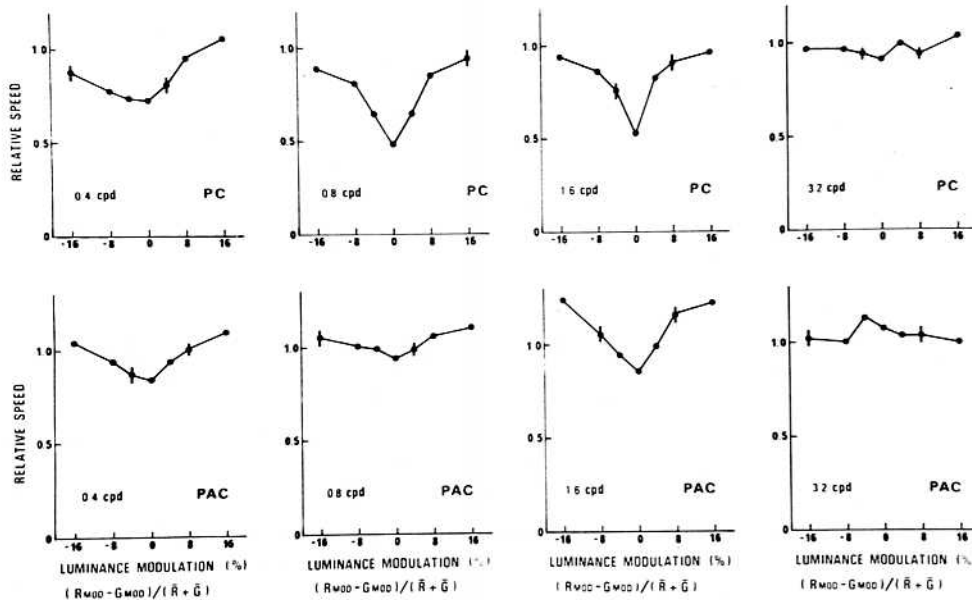 RELATIVE SPEED
1.0
0.5
0
0.4 cpd PC
-16 -8 0 8 16
1.0
0.5
0
0.8 cpd PC
-16 -8 0 8 16
1.0
0.5
0
1.6 cpd PC
-16 -8 0 8 16
1.0
0.5
0
3.2 cpd PC
-16 -8 0 8 16
RELATIVE SPEED
1.0
0.5
0
0.4 cpd PAC
-16 -8 0 8 16
LUMINANCE MODULATION (%)
(RMOD-GMOD)/(R̄+Ḡ)
1.0
0.5
0
0.8 cpd PAC
-16 -8 0 8 16
LUMINANCE MODULATION (%)
(RMOD-GMOD)/(R̄+Ḡ)
1.0
0.5
0
1.6 cpd PAC
-16 -8 0 8 16
LUMINANCE MODULATION (%)
(RMOD-GMOD)/(R̄+Ḡ)
1.0
0.5
0
3.2 cpd PAC
-16 -8 0 8 16
LUMINANCE MODULATION (%)
(RMOD-GMOD)/(R̄+Ḡ)